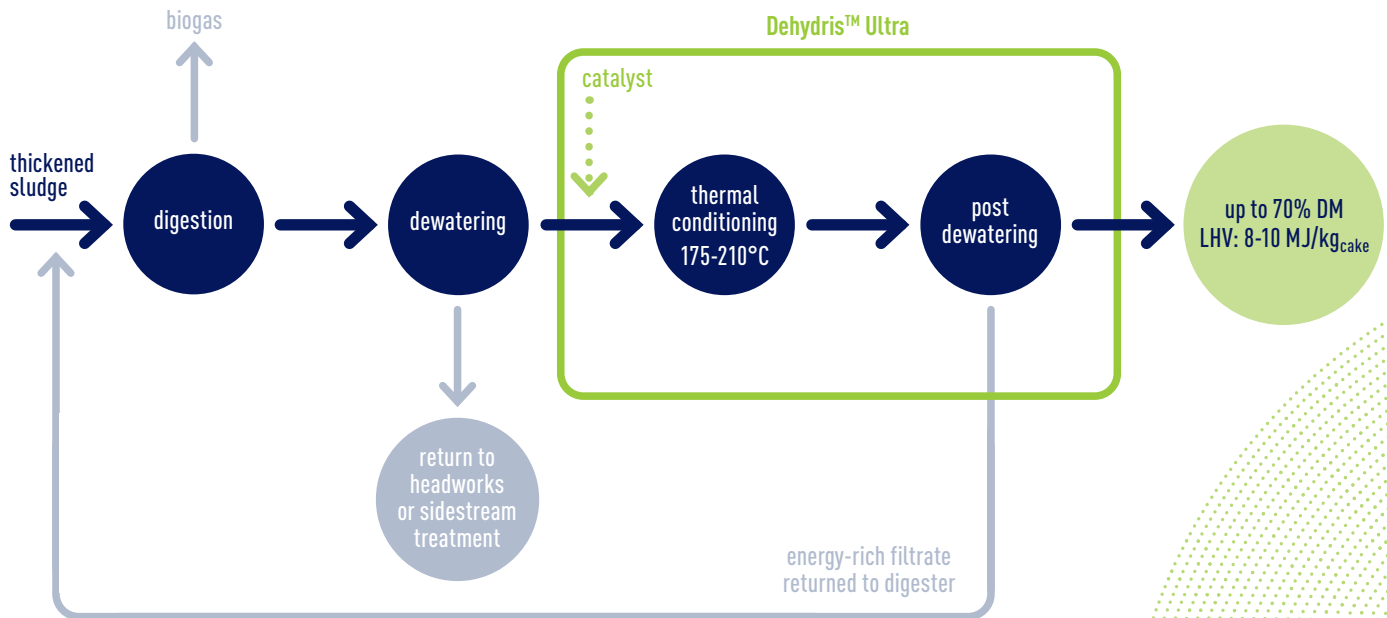 biogas
Dehydris™ Ultra
catalyst
thickened
sludge
digestion
dewatering
thermal
conditioning
175-210°C
post
dewatering
up to 70% DM
LHV: 8-10 MJ/kgcake
return to
headworks
or sidestream
treatment
energy-rich filtrate
returned to digester